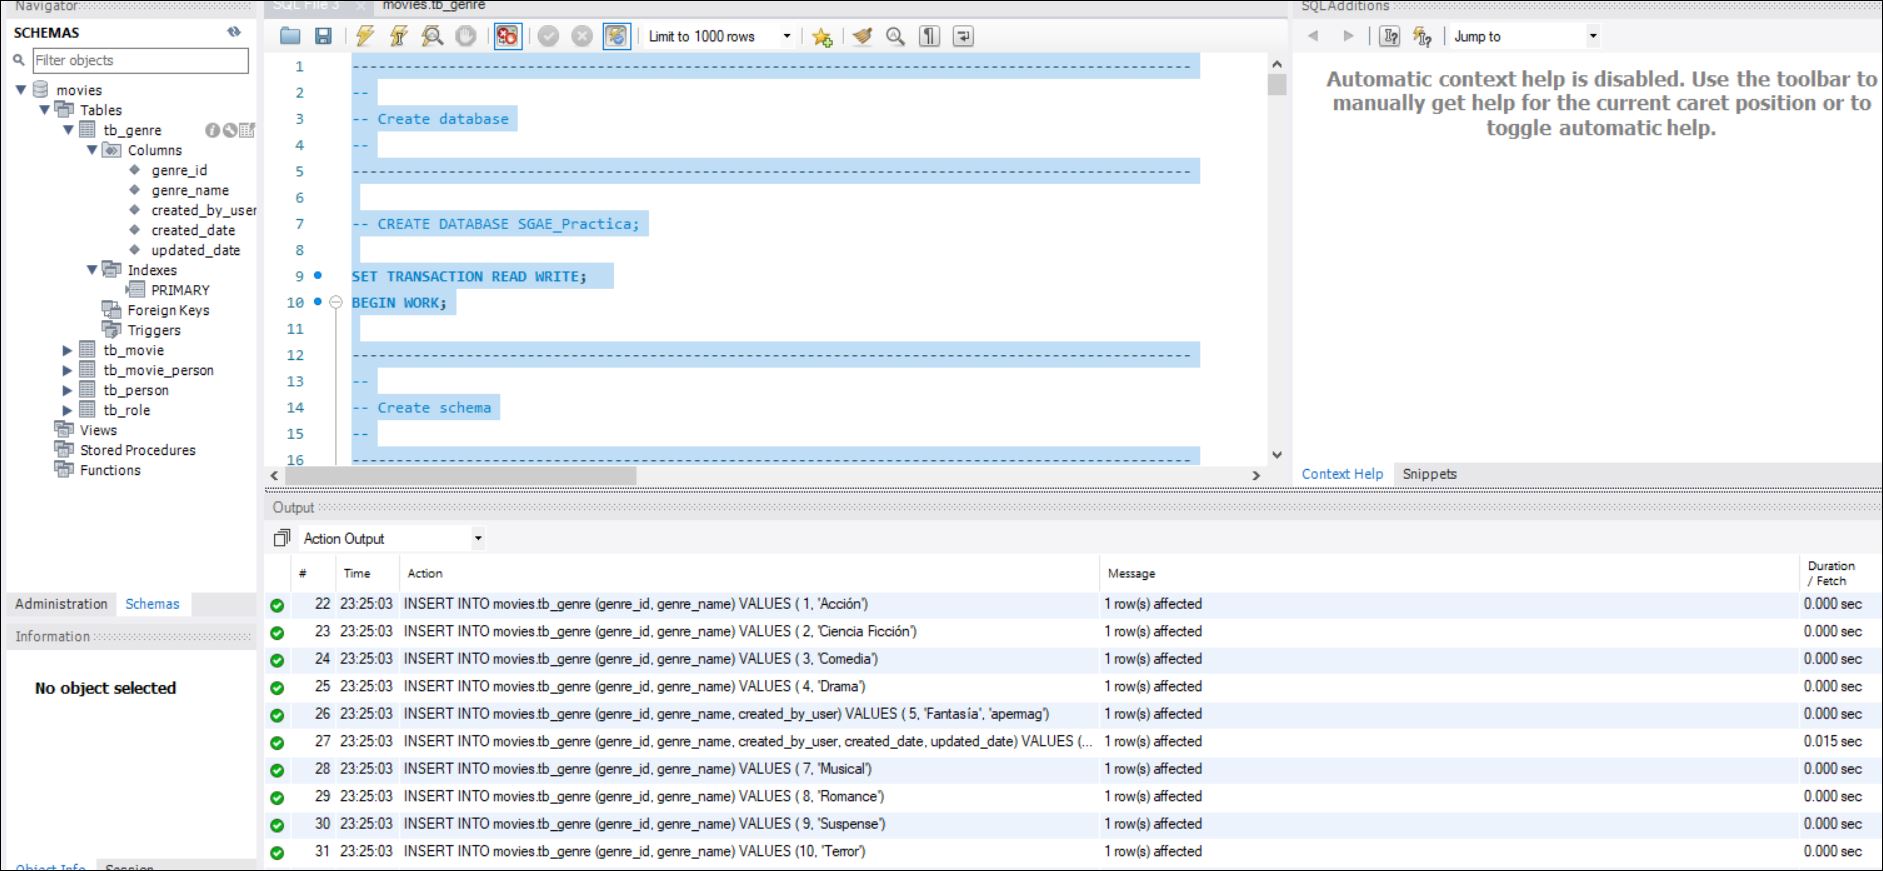 Navigator
SCHEMAS
Filter objects
movies
Tables
tb_genre
Columns
genre_id
genre_name
created_by_user
created_date
updated_date
Indexes
PRIMARY
Foreign Keys
Triggers
tb_movie
tb_movie_person
tb_person
tb_role
Views
Stored Procedures
Functions
Administration Schemas
Information
No object selected
Object Info Session
SQL File 3 movies.tb_genre
Limit to 1000 rows
1 --------------------------------------------------------------------------------
2 --
3 -- Create database
4 --
5 --------------------------------------------------------------------------------
6
7 -- CREATE DATABASE SGAE_Practica;
8
9 SET TRANSACTION READ WRITE;
10 BEGIN WORK;
11
12 --------------------------------------------------------------------------------
13 --
14 -- Create schema
15 --
16 --------------------------------------------------------------------------------
SQLAdditions
Jump to
Automatic context help is disabled. Use the toolbar to
manually get help for the current caret position or to
toggle automatic help.
Context Help Snippets
Output
Action Output
# Time Action Message Duration / Fetch
22 23:25:03 INSERT INTO movies.tb_genre (genre_id, genre_name) VALUES ( 1, 'Acción') 1 row(s) affected 0.000 sec
23 23:25:03 INSERT INTO movies.tb_genre (genre_id, genre_name) VALUES ( 2, 'Ciencia Ficción') 1 row(s) affected 0.000 sec
24 23:25:03 INSERT INTO movies.tb_genre (genre_id, genre_name) VALUES ( 3, 'Comedia') 1 row(s) affected 0.000 sec
25 23:25:03 INSERT INTO movies.tb_genre (genre_id, genre_name) VALUES ( 4, 'Drama') 1 row(s) affected 0.000 sec
26 23:25:03 INSERT INTO movies.tb_genre (genre_id, genre_name, created_by_user) VALUES ( 5, 'Fantasía', 'apermag') 1 row(s) affected 0.000 sec
27 23:25:03 INSERT INTO movies.tb_genre (genre_id, genre_name, created_by_user, created_date, updated_date) VALUES (... 1 row(s) affected 0.015 sec
28 23:25:03 INSERT INTO movies.tb_genre (genre_id, genre_name) VALUES ( 7, 'Musical') 1 row(s) affected 0.000 sec
29 23:25:03 INSERT INTO movies.tb_genre (genre_id, genre_name) VALUES ( 8, 'Romance') 1 row(s) affected 0.000 sec
30 23:25:03 INSERT INTO movies.tb_genre (genre_id, genre_name) VALUES ( 9, 'Suspense') 1 row(s) affected 0.000 sec
31 23:25:03 INSERT INTO movies.tb_genre (genre_id, genre_name) VALUES (10, 'Terror') 1 row(s) affected 0.000 sec